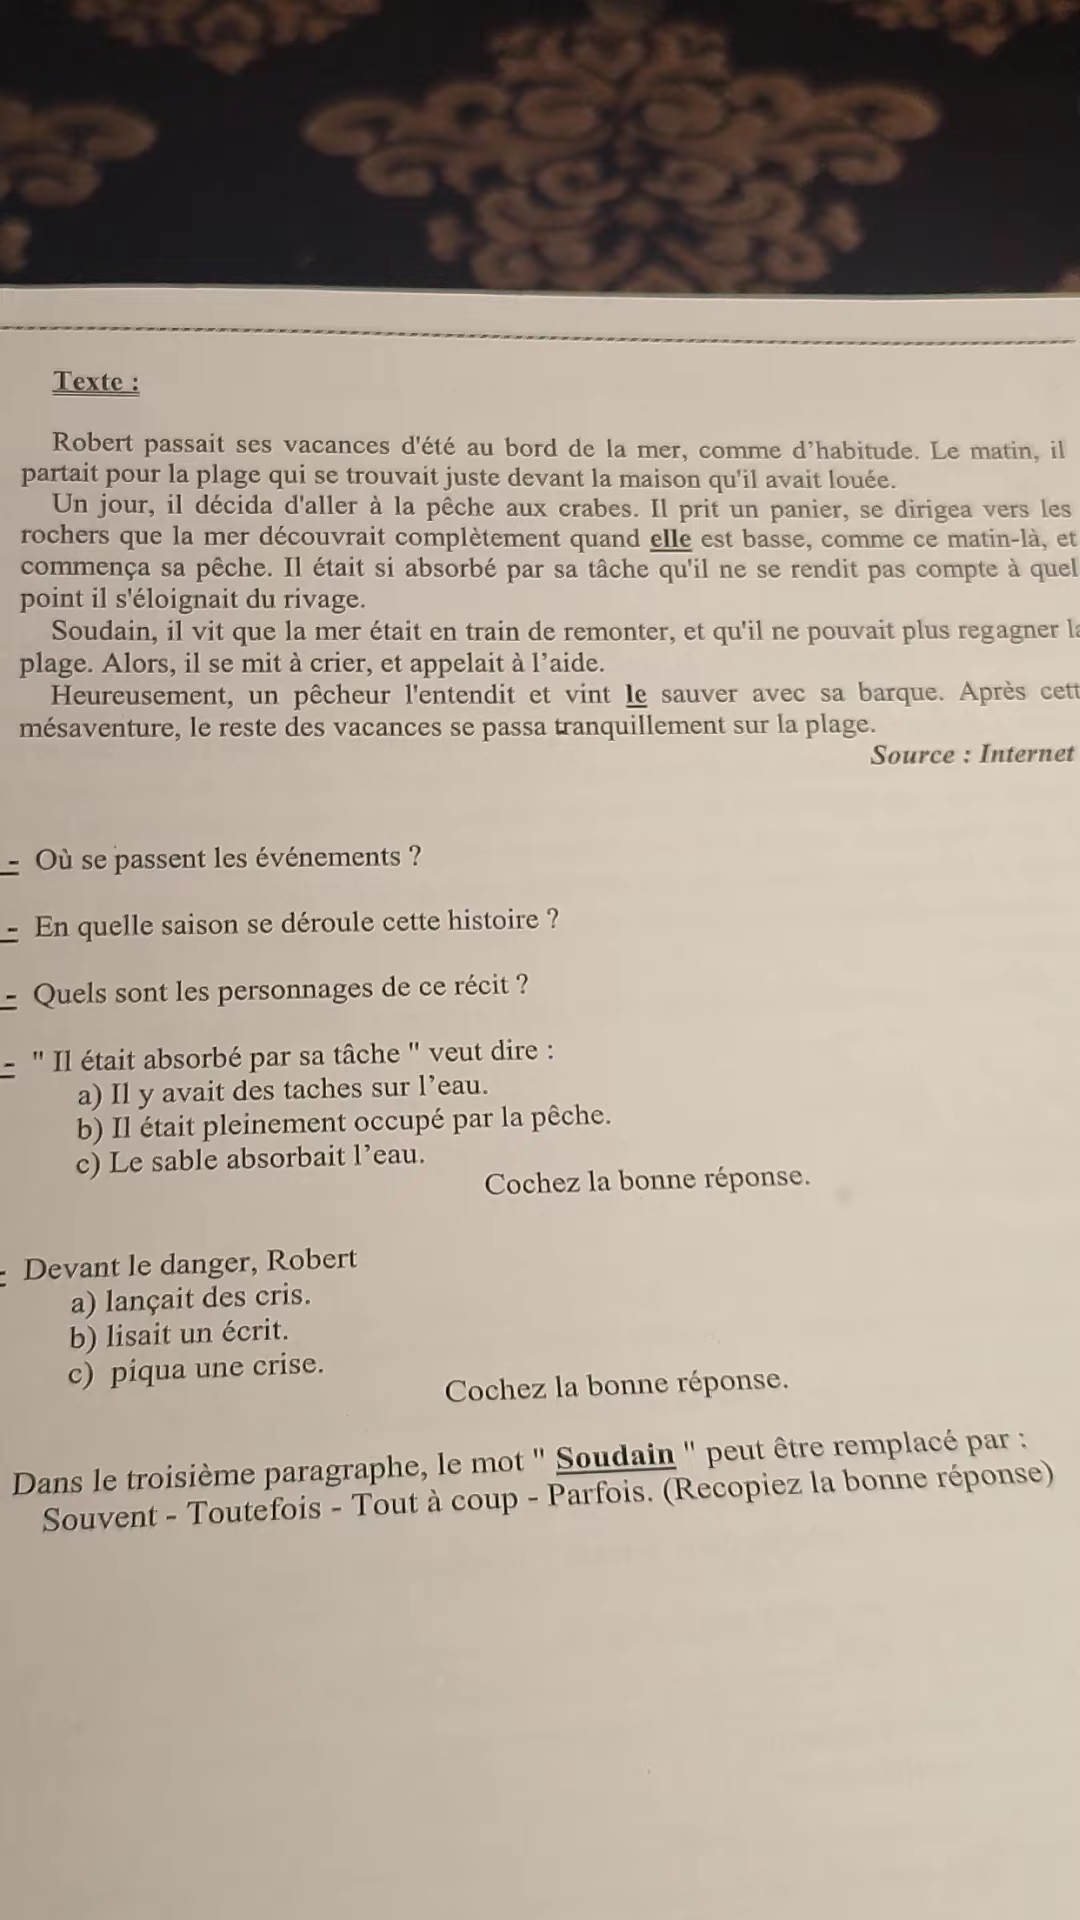 Texte :
Robert passait ses vacances d'été au bord de la mer, comme d’habitude. Le matin, il
partait pour la plage qui se trouvait juste devant la maison qu'il avait louée.
Un jour, il décida d'aller à la pêche aux crabes. Il prit un panier, se dirigea vers les
rochers que la mer découvrait complètement quand elle est basse, comme ce matin-là, et
commença sa pêche. Il était si absorbé par sa tâche qu'il ne se rendit pas compte à quel
point il s'éloignait du rivage.
Soudain, il vit que la mer était en train de remonter, et qu'il ne pouvait plus regagner
plage. Alors, il se mit à crier, et appelait à l’aide.
Heureusement, un pêcheur l'entendit et vint le sauver avec sa barque. Après
mésaventure, le reste des vacances se passa tranquillement sur la plage.
Source : Internet
- Où se passent les événements ?
- En quelle saison se déroule cette histoire ?
- Quels sont les personnages de ce récit ?
- " Il était absorbé par sa tâche " veut dire :
a) Il y avait des taches sur l’eau.
b) Il était pleinement occupé par la pêche.
c) Le sable absorbait l’eau.
Cochez la bonne réponse.
- Devant le danger, Robert
a) lançait des cris.
b) lisait un écrit.
c) piqua une crise.
Cochez la bonne réponse.
Dans le troisième paragraphe, le mot " Soudain " peut être remplacé par :
Souvent - Toutefois - Tout à coup - Parfois. (Recopiez la bonne réponse)